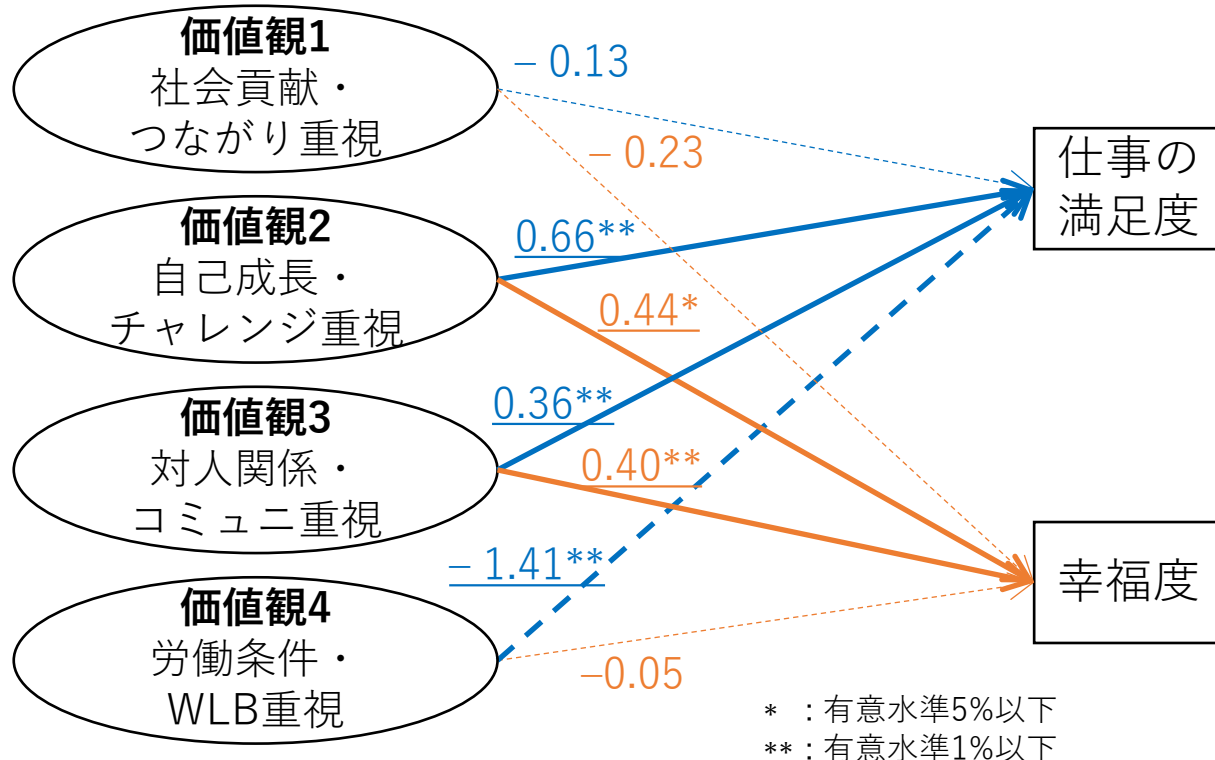 価値観1
社会貢献・
つながり重視
価値観2
自己成長・
チャレンジ重視
価値観3
対人関係・
コミュニ重視
価値観4
労働条件・
WLB重視
– 0.13
– 0.23
0.66**
0.44*
0.36**
0.40**
– 1.41**
–0.05
仕事の
満足度
幸福度
* ：有意水準5%以下
** ：有意水準1%以下